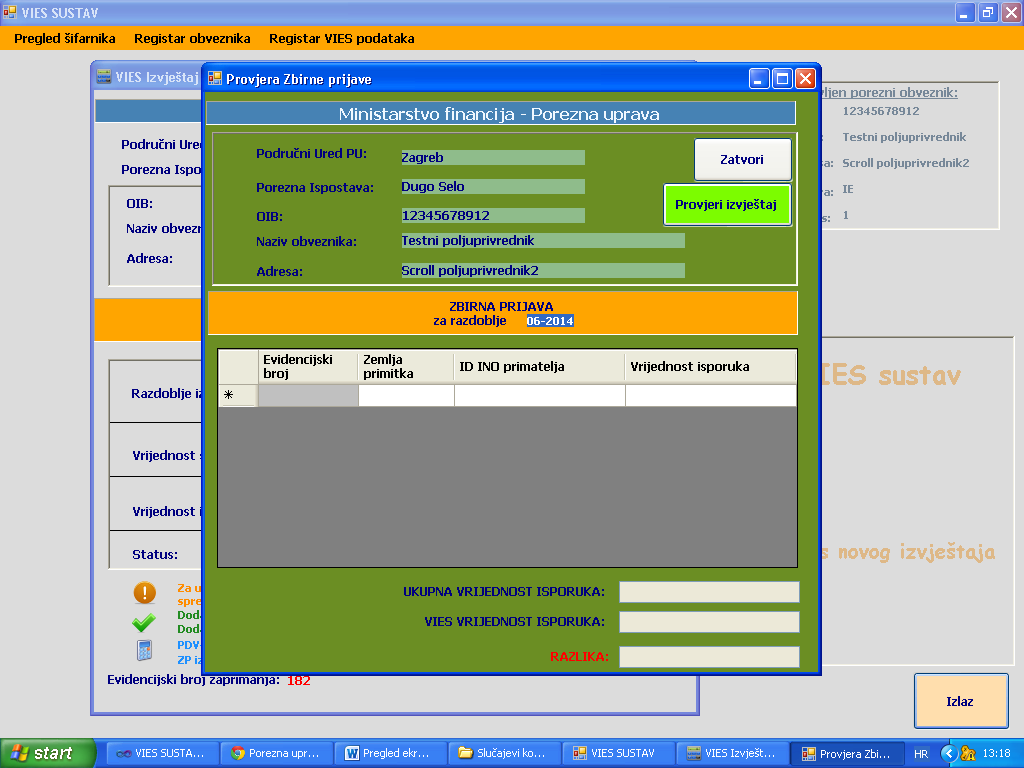 VIES SUSTAV
Pregled šifarnika Registar obveznika Registar VIES podataka
VIES Izvještaj
Provjera Zbirne prijave
Ministarstvo financija - Porezna uprava
Područni Ured PU: Zagreb
Porezna Ispostava: Dugo Selo
OIB: 12345678912
Naziv obveznika: Testni poljuprivrednik
Adresa: Scroll poljuprivrednik2
Zatvori
Provjeri izvještaj
ZBIRNA PRIJAVA
za razdoblje 06-2014
Evidencijski broj
Zemlja primitka
ID INO primatelja
Vrijednost isporuka
*
UKUPNA VRIJEDNOST ISPORUKA:
VIES VRIJEDNOST ISPORUKA:
RAZLIKA:
Područni
Porezna
OIB:
Naziv
Adresa:
Razdoblje
Vrijednost
Vrijednost
Status:
Za
PDV
ZP
Evidencijski broj zaprimanja: 182
porezni obveznik:
12345678912
Testni poljuprivrednik
Scroll poljuprivrednik2
IE
1
sustav
novog izvještaja
Izlaz
start
VIES SUSTA...
Porezna upr...
Pregled ekr...
Slučajevi ko...
VIES SUSTAV
VIES Izvješt...
Provjera Zbi...
HR
13:18